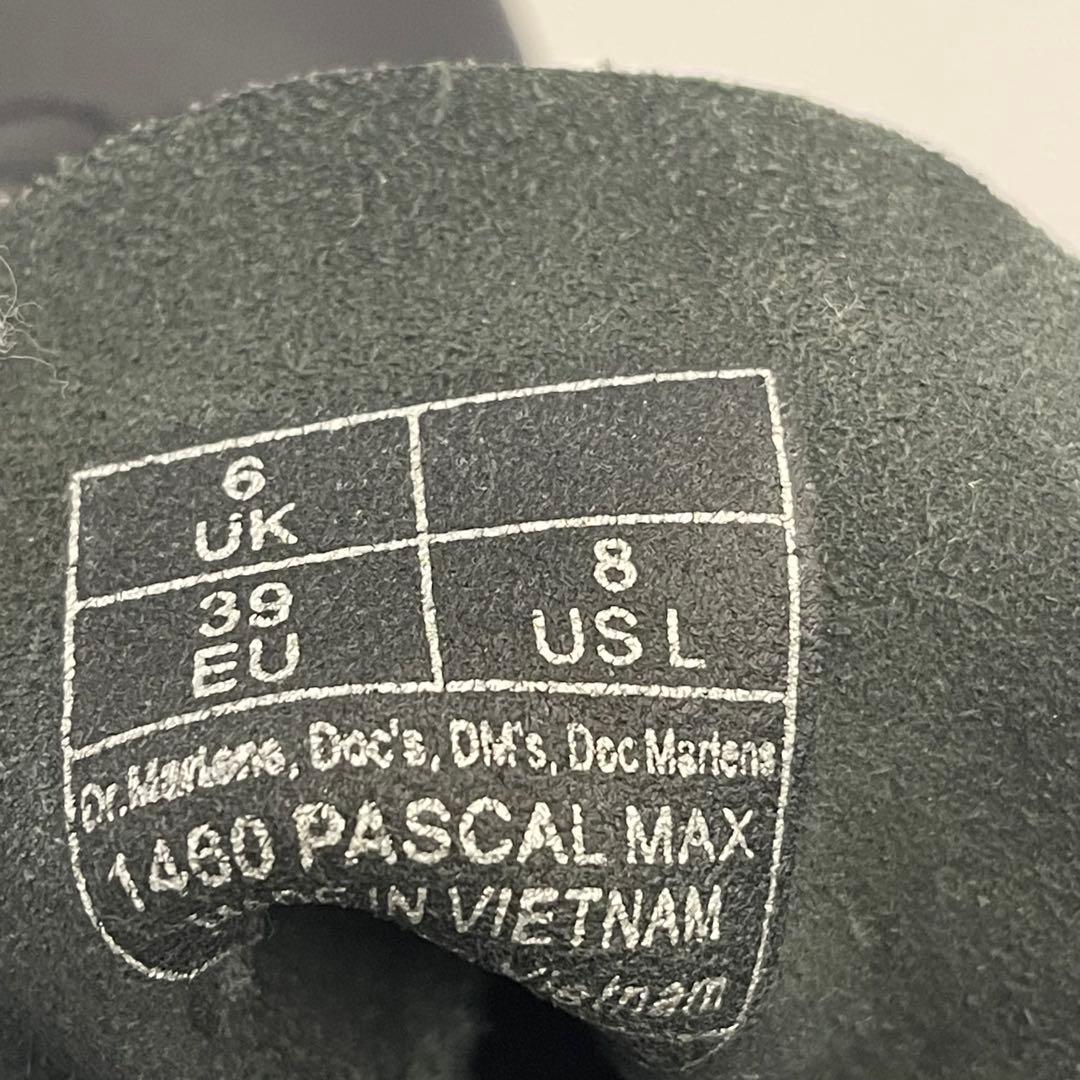 6
UK
39
EU
8
US L
Dr.Martens, Doc's, DM's, Doc Martens
1460 PASCAL MAX
IN VIETNAM